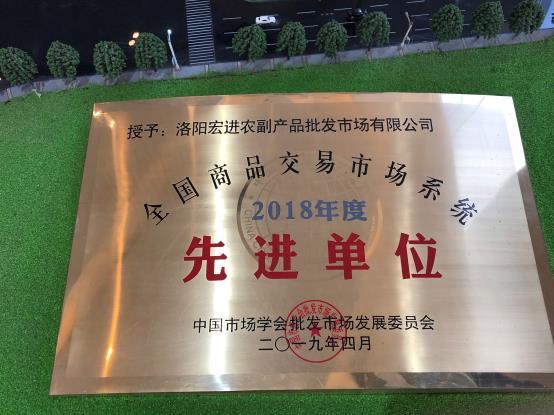 授予：洛阳宏进农副产品批发市场有限公司
全国商品交易市场系统
2018年度
先进单位
中国市场学会批发市场发展委员会
二〇一九年四月